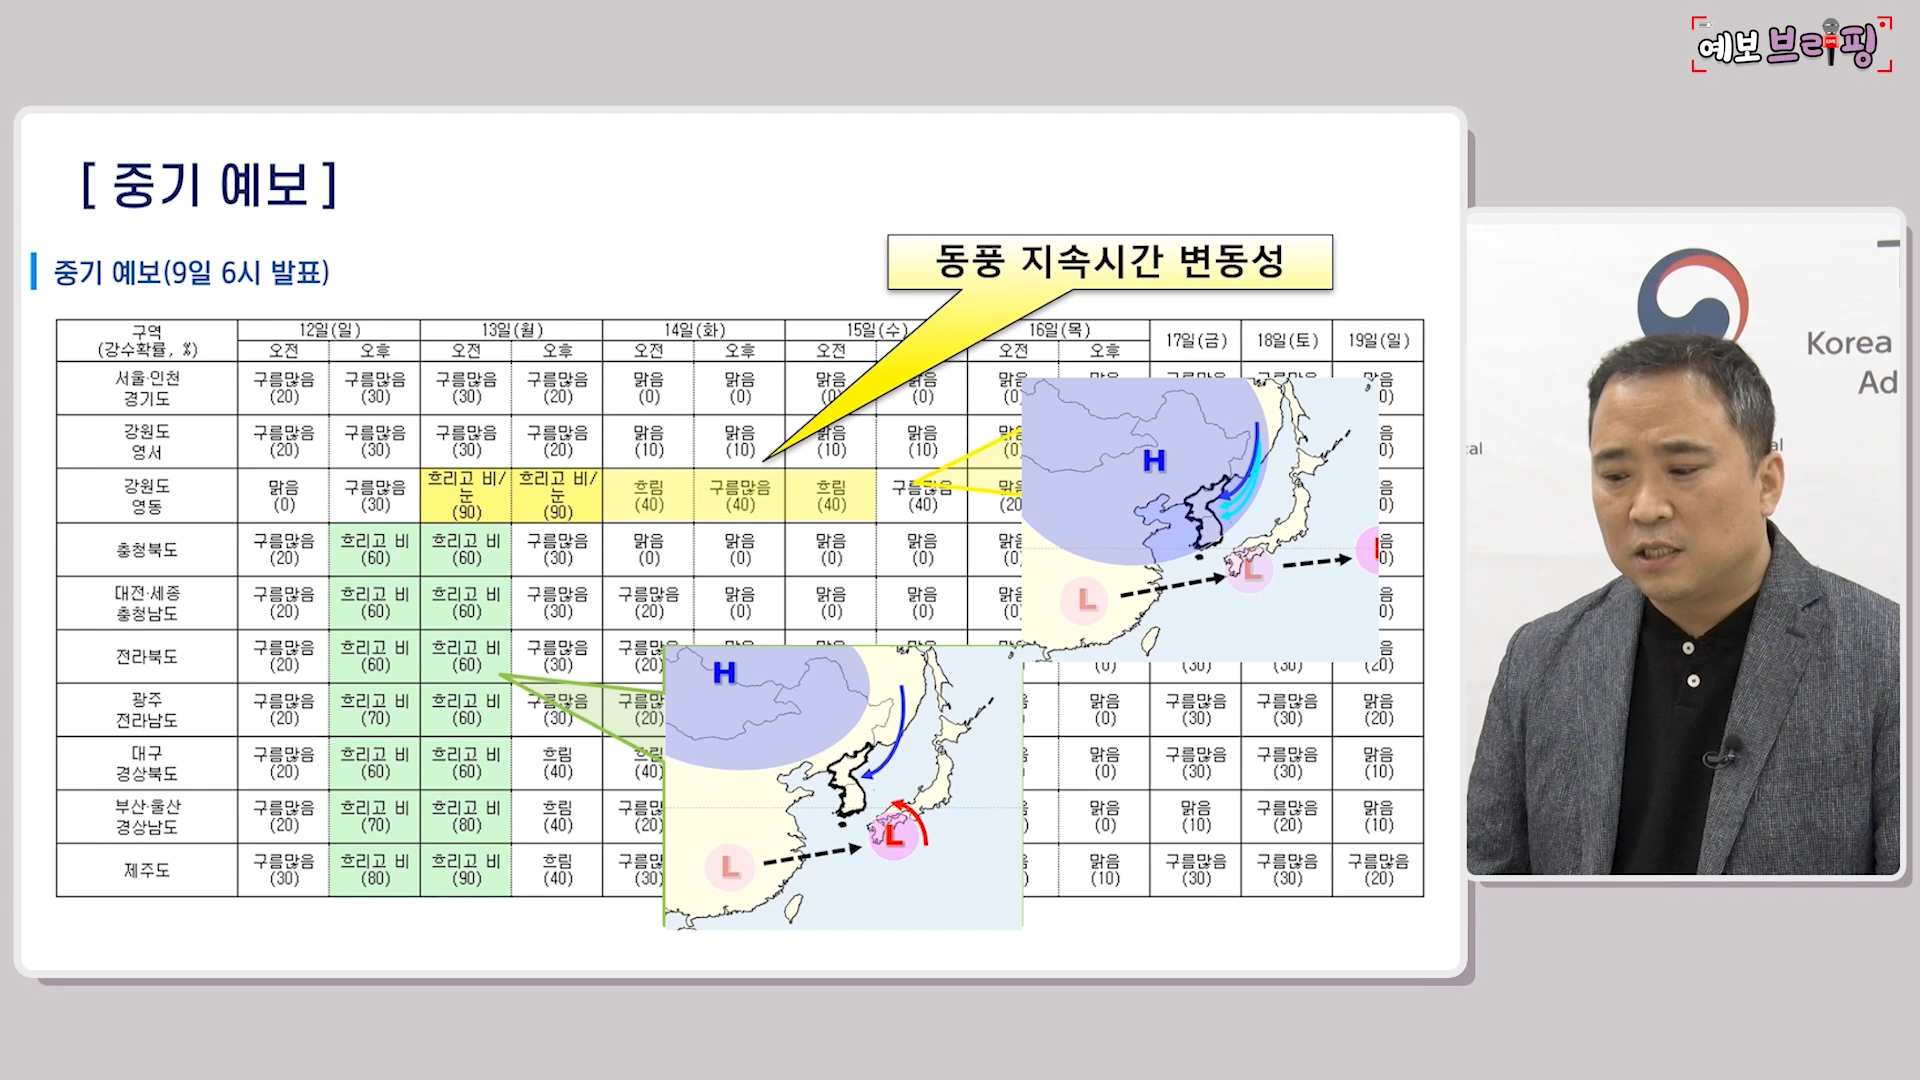 예보 브리핑
LIVE
[ 중기 예보 ]
중기 예보(9일 6시 발표)
동풍 지속시간 변동성
구역 (강수확률, %) 12일(일) 13일(월) 14일(화) 15일(수) 16일(목) 17일(금) 18일(토) 19일(일)
오전 오후 오전 오후 오전 오후 오전 오전 오후
서울·인천 경기도 구름많음 (20) 구름많음 (30) 구름많음 (30) 구름많음 (20) 맑음 (0) 맑음 (0) 맑음 맑음 (0)
강원도 영서 구름많음 (20) 구름많음 (30) 구름많음 (30) 구름많음 (20) 맑음 (10) 맑음 (10) 맑음 (10) 맑음 (10)
강원도 영동 맑음 (0) 구름많음 (30) 흐리고 비/눈 (90) 흐리고 비/눈 (90) 흐림 (40) 구름많음 (40) 흐림 (40) 구름많음 (40)
충청북도 구름많음 (20) 흐리고 비 (60) 흐리고 비 (60) 구름많음 (30) 맑음 (0) 맑음 (0) 맑음 (0) 맑음 (0)
대전·세종 충청남도 구름많음 (20) 흐리고 비 (60) 흐리고 비 (60) 구름많음 (30) 구름많음 (20) 맑음 (0) 맑음 (0) 맑음 (0)
전라북도 구름많음 (20) 흐리고 비 (60) 흐리고 비 (60) 구름많음 (30) (0) (30) (30) (20)
광주 전라남도 구름많음 (20) 흐리고 비 (70) 흐리고 비 (60) 구름많음 (30) 맑음 (0) 구름많음 (30) 구름많음 (30) 맑음 (20)
대구 경상북도 구름많음 (20) 흐리고 비 (60) 흐리고 비 (60) 흐림 (40) 맑음 (0) 구름많음 (30) 구름많음 (30) 맑음 (10)
부산·울산 경상남도 구름많음 (20) 흐리고 비 (70) 흐리고 비 (80) 흐림 (40) 맑음 (0) 맑음 (10) 구름많음 (20) 맑음 (10)
제주도 구름많음 (30) 흐리고 비 (80) 흐리고 비 (90) 흐림 (40) 맑음 (10) 구름많음 (30) 구름많음 (30) 구름많음 (20)
H
L
L
H
L
L
Korea
Ad